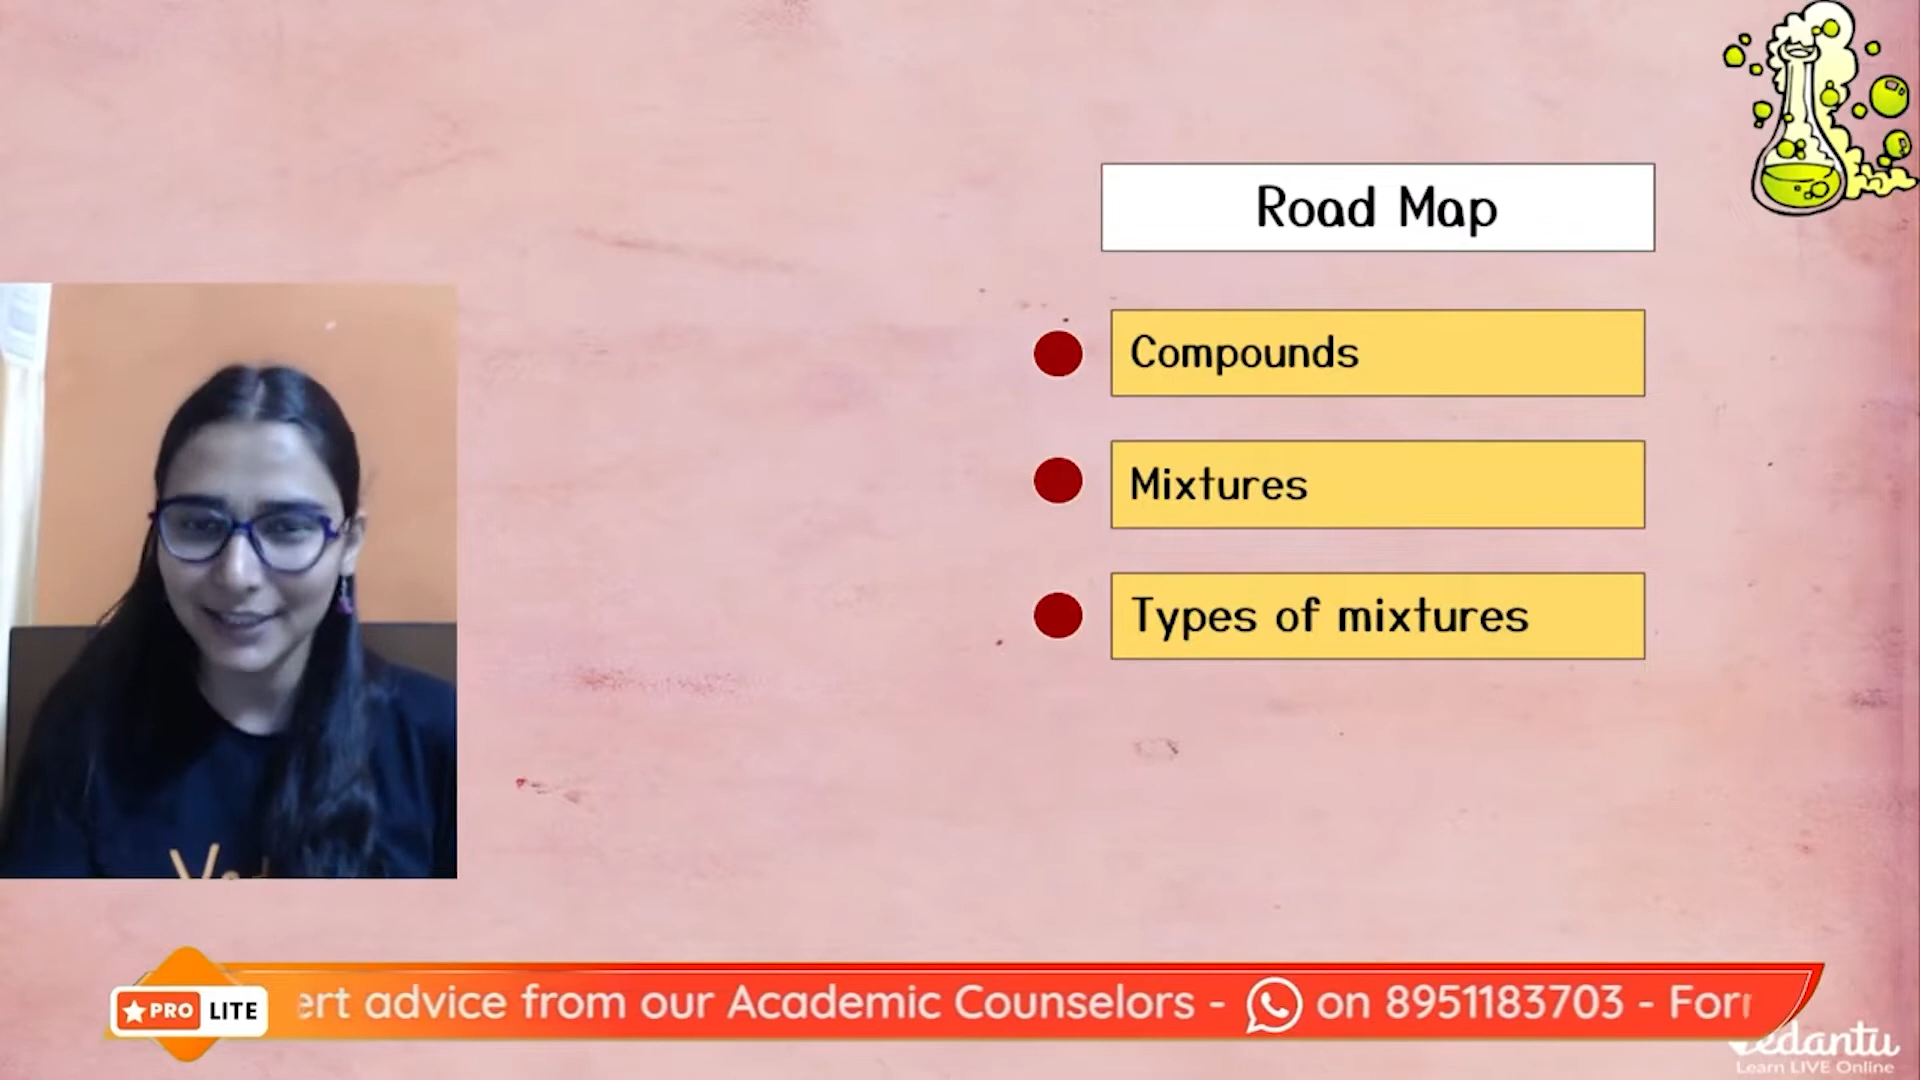 Road Map
Compounds
Mixtures
Types of mixtures
PRO LITE
ert advice from our Academic Counselors - on 8951183703 - For
Learn LIVE Online